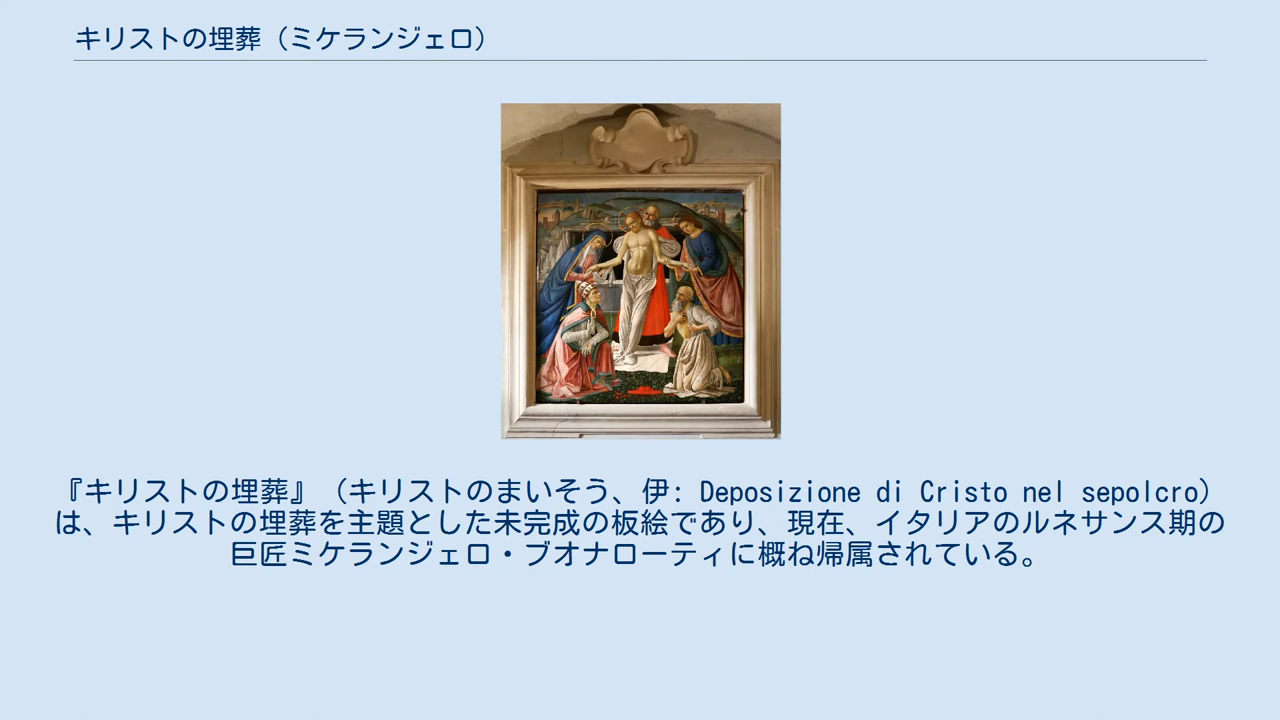 キリストの埋葬（ミケランジェロ）
『キリストの埋葬』（キリストのまいそう、伊: Deposizione di Cristo nel sepolcro）
は、キリストの埋葬を主題とした未完成の板絵であり、現在、イタリアのルネサンス期の
巨匠ミケランジェロ・ブオナローティに概ね帰属されている。